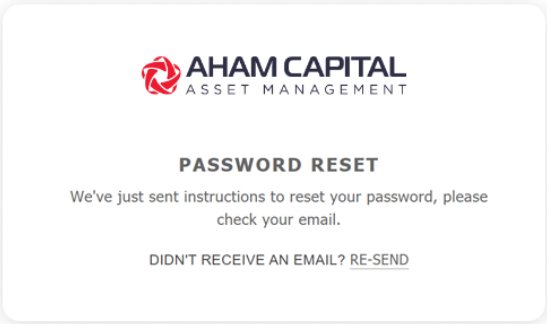 AHAM CAPITAL
ASSET MANAGEMENT
PASSWORD RESET
We've just sent instructions to reset your password, please
check your email.
DIDN'T RECEIVE AN EMAIL? RE-SEND